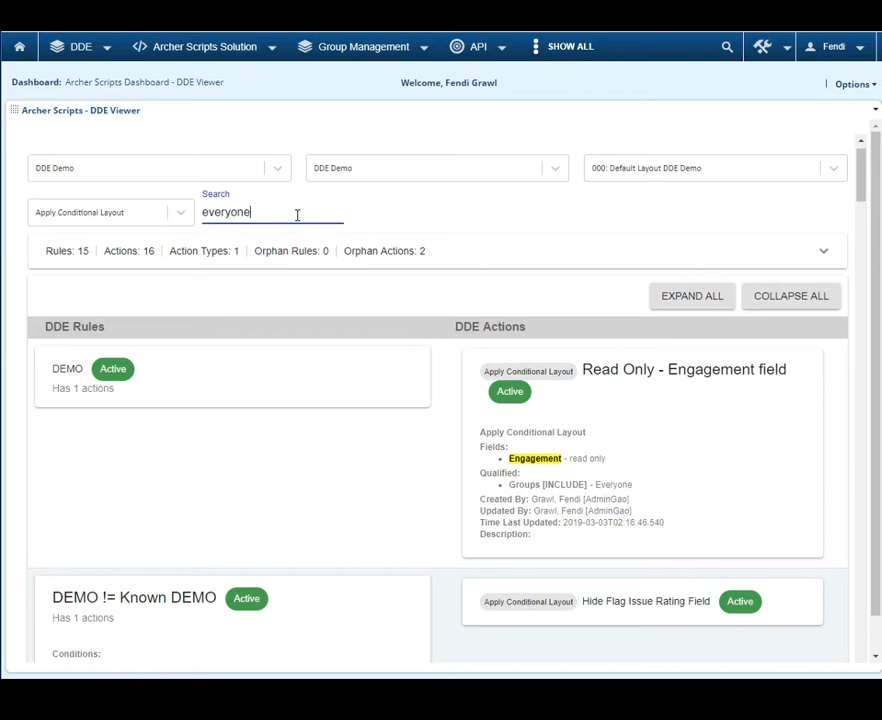 DDE Archer Scripts Solution Group Management API SHOW ALL Fendi
Dashboard: Archer Scripts Dashboard - DDE Viewer Welcome, Fendi Grawl Options
Archer Scripts - DDE Viewer
DDE Demo DDE Demo 000: Default Layout DDE Demo
Search
Apply Conditional Layout everyone
Rules: 15 Actions: 16 Action Types: 1 Orphan Rules: 0 Orphan Actions: 2
EXPAND ALL COLLAPSE ALL
DDE Rules DDE Actions
DEMO Active
Has 1 actions
Apply Conditional Layout Read Only - Engagement field
Active
Apply Conditional Layout
Fields:
Engagement - read only
Qualified:
Groups [INCLUDE] - Everyone
Created By: Grawl, Fendi [AdminGao]
Updated By: Grawl, Fendi [AdminGao]
Time Last Updated: 2019-03-03T02:16:46.540
Description:
DEMO != Known DEMO Active
Has 1 actions
Conditions:
Apply Conditional Layout Hide Flag Issue Rating Field Active